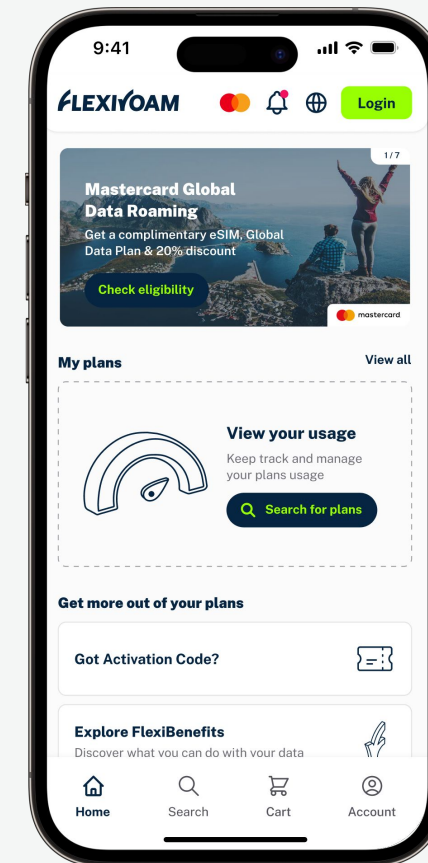 9:41
FLEXIROAM
Login
1/7
Mastercard Global
Data Roaming
Get a complimentary eSIM, Global
Data Plan & 20% discount
Check eligibility
mastercard
My plans
View all
View your usage
Keep track and manage
your plans usage
Search for plans
Get more out of your plans
Got Activation Code?
Explore FlexiBenefits
Discover what you can do with your data
Home
Search
Cart
Account